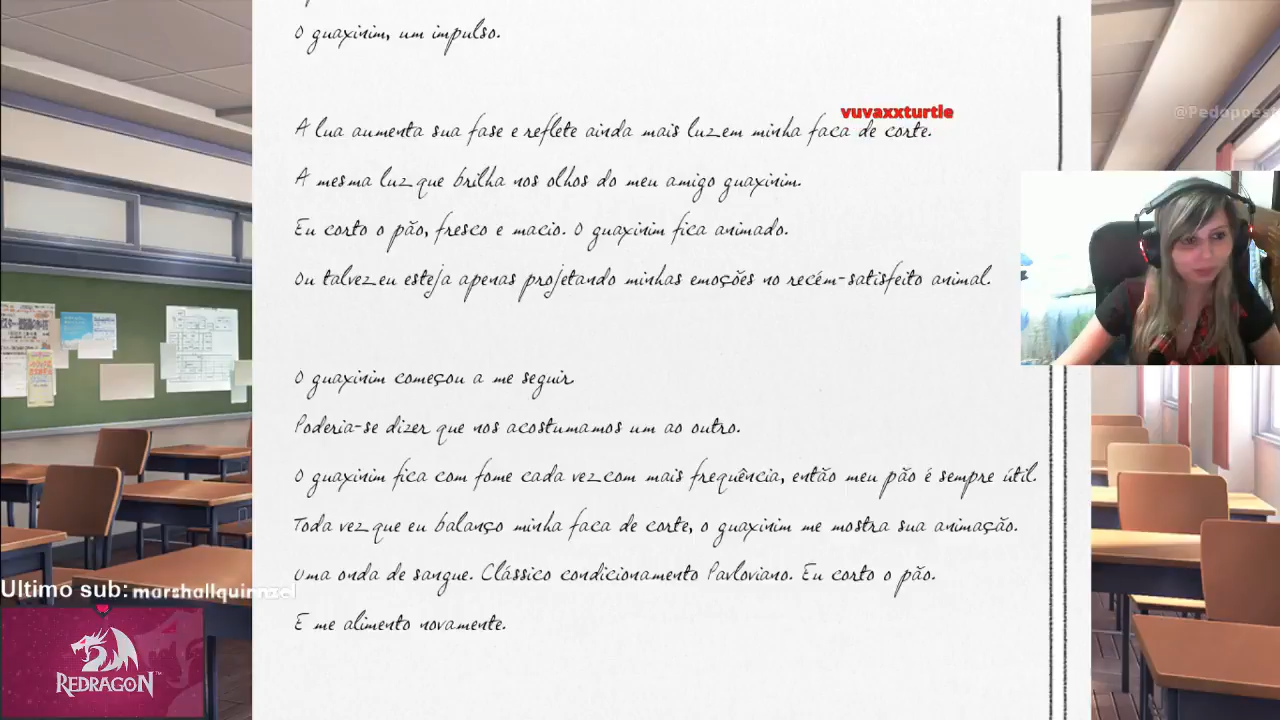 O guaxinim, um impulso.
vuvaxxturtle
@Pedapoest
A lua aumenta sua fase e reflete ainda mais luz em minha faca de corte.
A mesma luz que brilha nos olhos do meu amigo guaxinim.
Eu corto o pão, fresco e macio. O guaxinim fica animado.
Ou talvez eu esteja apenas projetando minhas emoções no recém-satisfeito animal.
O guaxinim começou a me seguir.
Poderia-se dizer que nos acostumamos um ao outro.
O guaxinim fica com fome cada vez com mais frequência, então meu pão é sempre útil.
Toda vez que eu balanço minha faca de corte, o guaxinim me mostra sua animação.
Uma onda de sangue. Clássico condicionamento Pavloviano. Eu corto o pão.
E me alimento novamente.
Ultimo sub:
REDRAGON